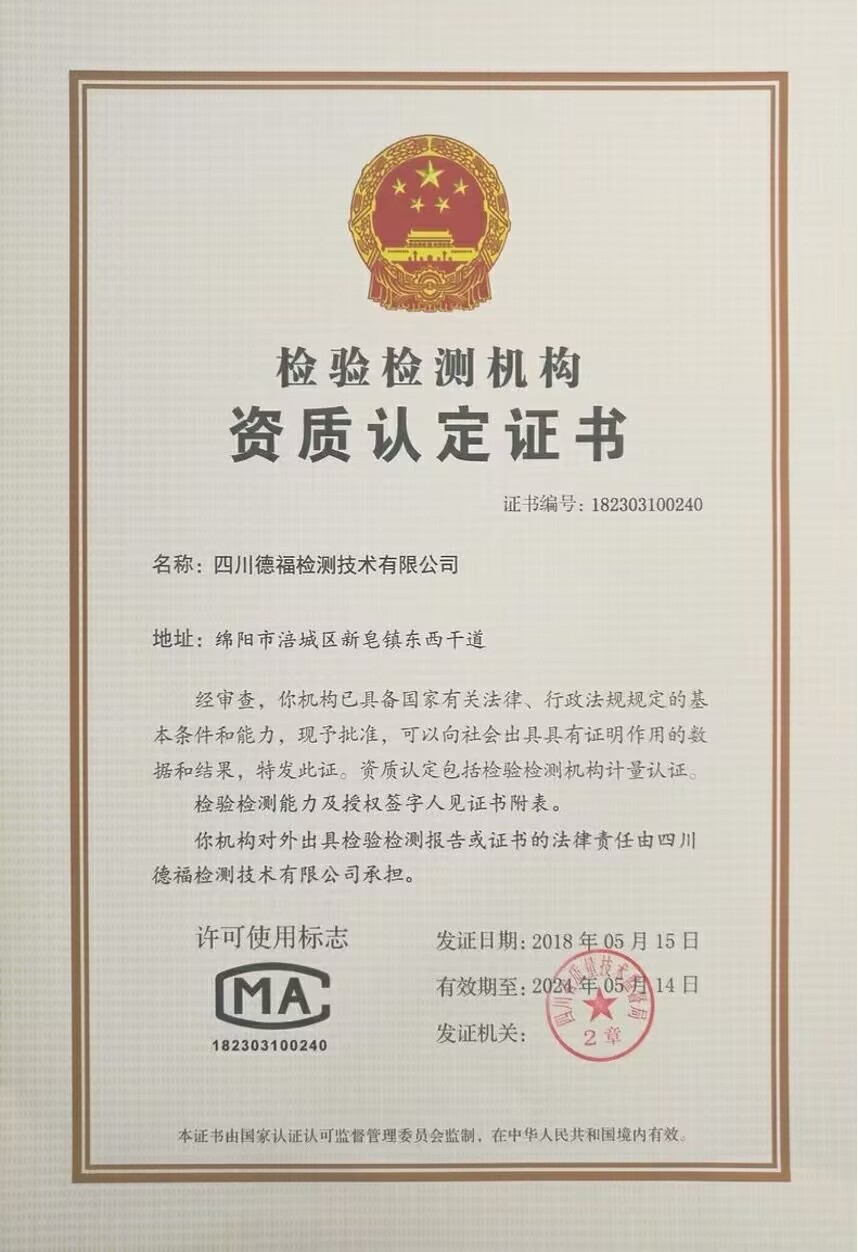 检验检测机构
资质认定证书
证书编号：182303100240
名称：四川德福检测技术有限公司
地址：绵阳市涪城区新皂镇东西干道
经审查，你机构已具备国家有关法律、行政法规规定的基
本条件和能力，现予批准，可以向社会出具具有证明作用的数
据和结果，特发此证。资质认定包括检验检测机构计量认证。
检验检测能力及授权签字人见证书附表。
你机构对外出具检验检测报告或证书的法律责任由四川
德福检测技术有限公司承担。
许可使用标志
MA
182303100240
发证日期：2018年05月15日
有效期至：2024年05月14日
发证机关：
四川省质量技术监督局
2章
本证书由国家认证认可监督管理委员会监制，在中华人民共和国境内有效。